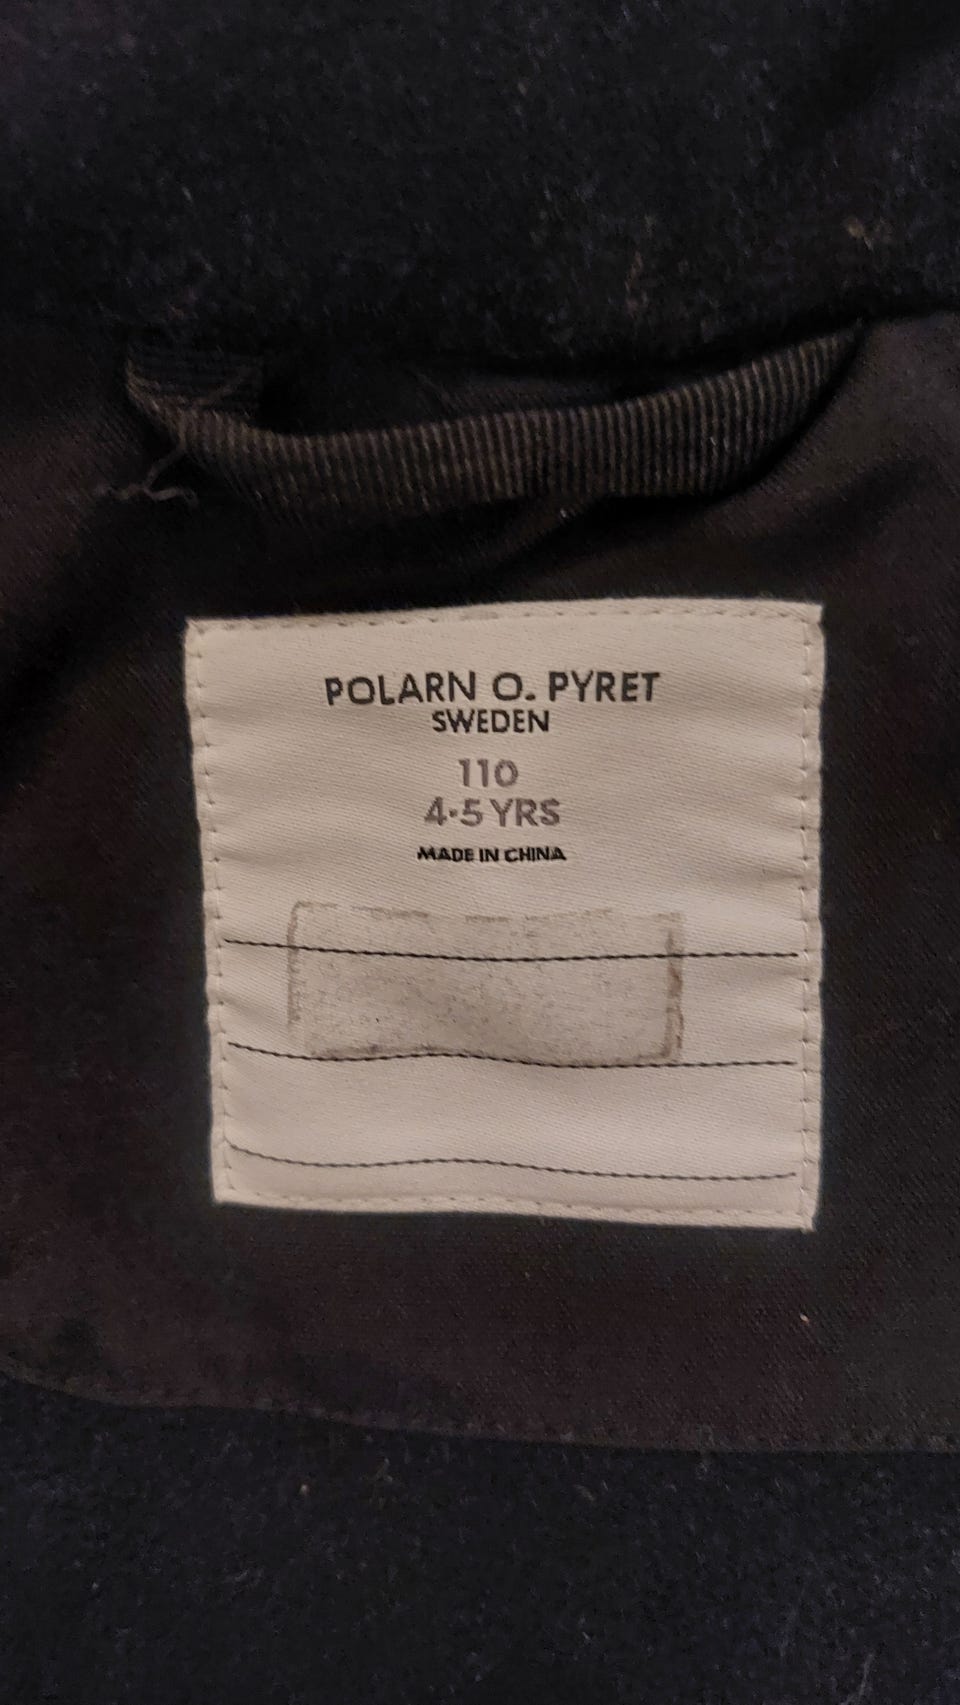 POLARN O. PYRET
SWEDEN
110
4-5 YRS
MADE IN CHINA